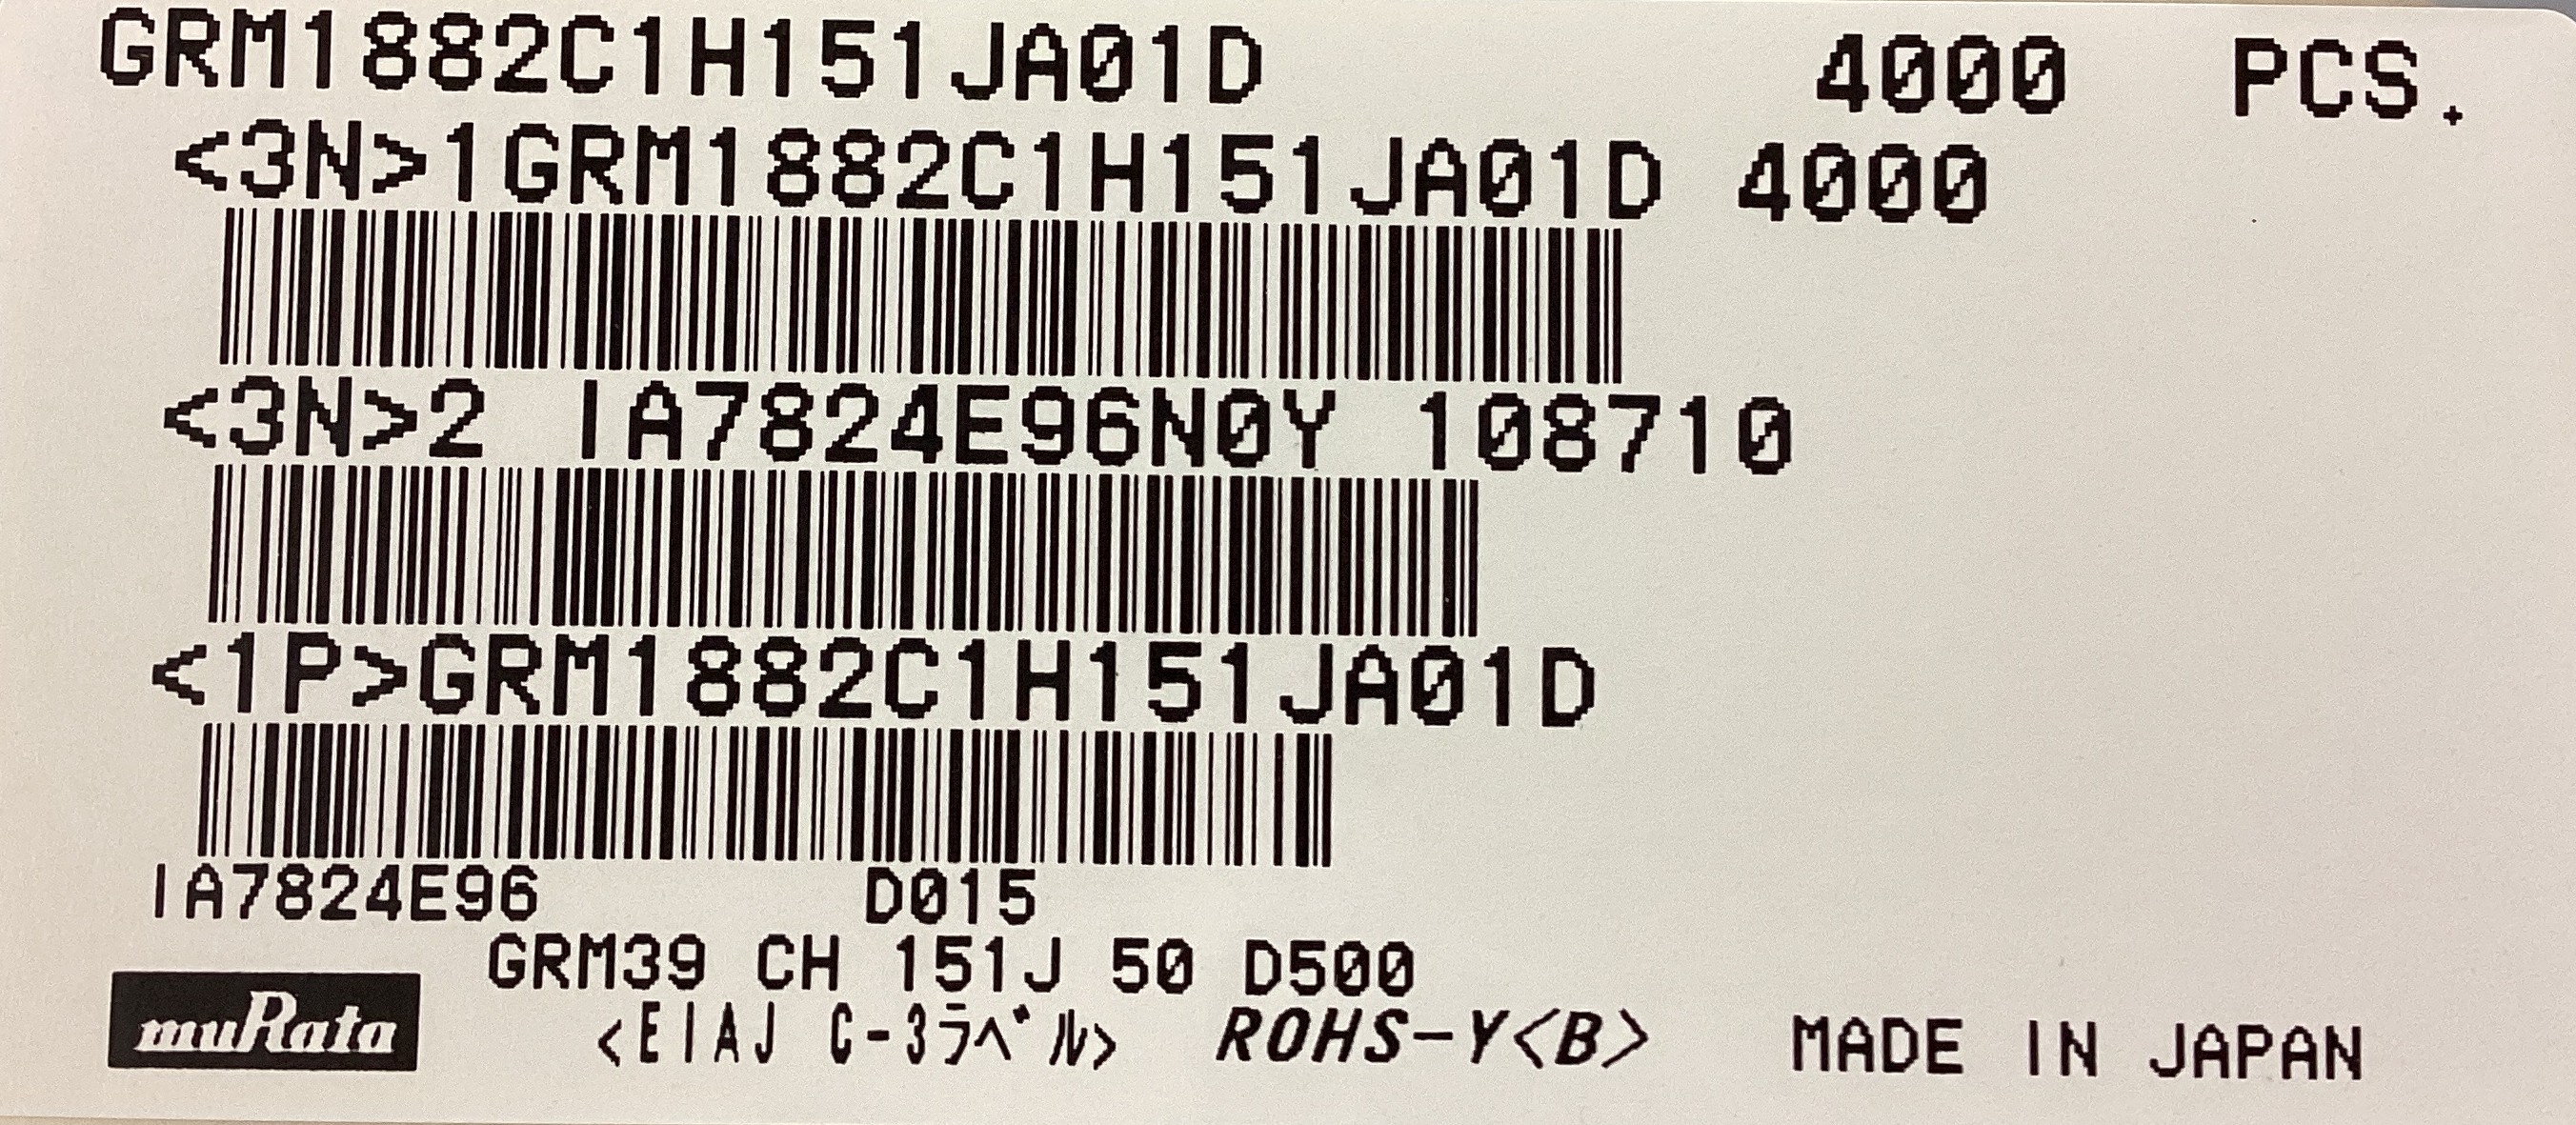 GRM1882C1H151JA01D 4000 PCS.
<3N>1GRM1882C1H151JA01D 4000
<3N>2 IA7824E96N0Y 108710
<1P>GRM1882C1H151JA01D
IA7824E96 D015
GRM39 CH 151J 50 D500
muRata <EIAJ C-3ラベル> ROHS-Y<B> MADE IN JAPAN